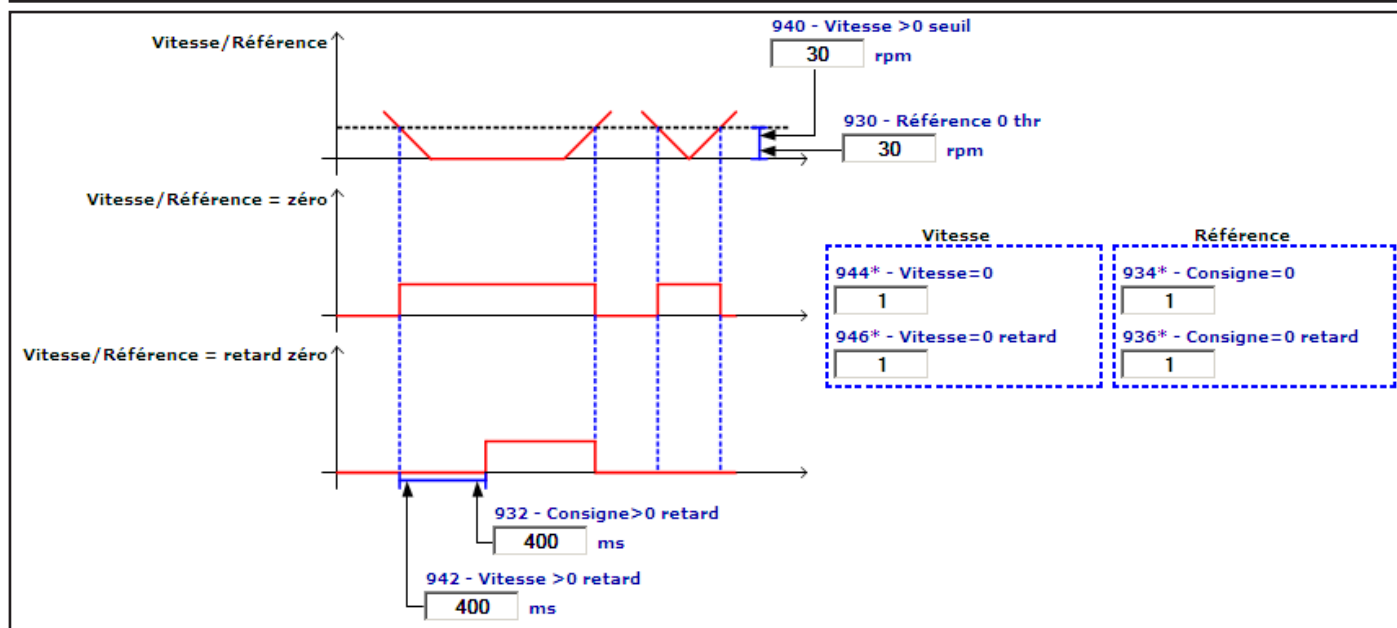 940 - Vitesse >0 seuil
30 rpm
Vitesse/Référence
930 - Référence 0 thr
30 rpm
Vitesse/Référence = zéro
Vitesse
944* - Vitesse=0
1
946* - Vitesse=0 retard
1
Référence
934* - Consigne=0
1
936* - Consigne=0 retard
1
Vitesse/Référence = retard zéro
932 - Consigne>0 retard
400 ms
942 - Vitesse >0 retard
400 ms